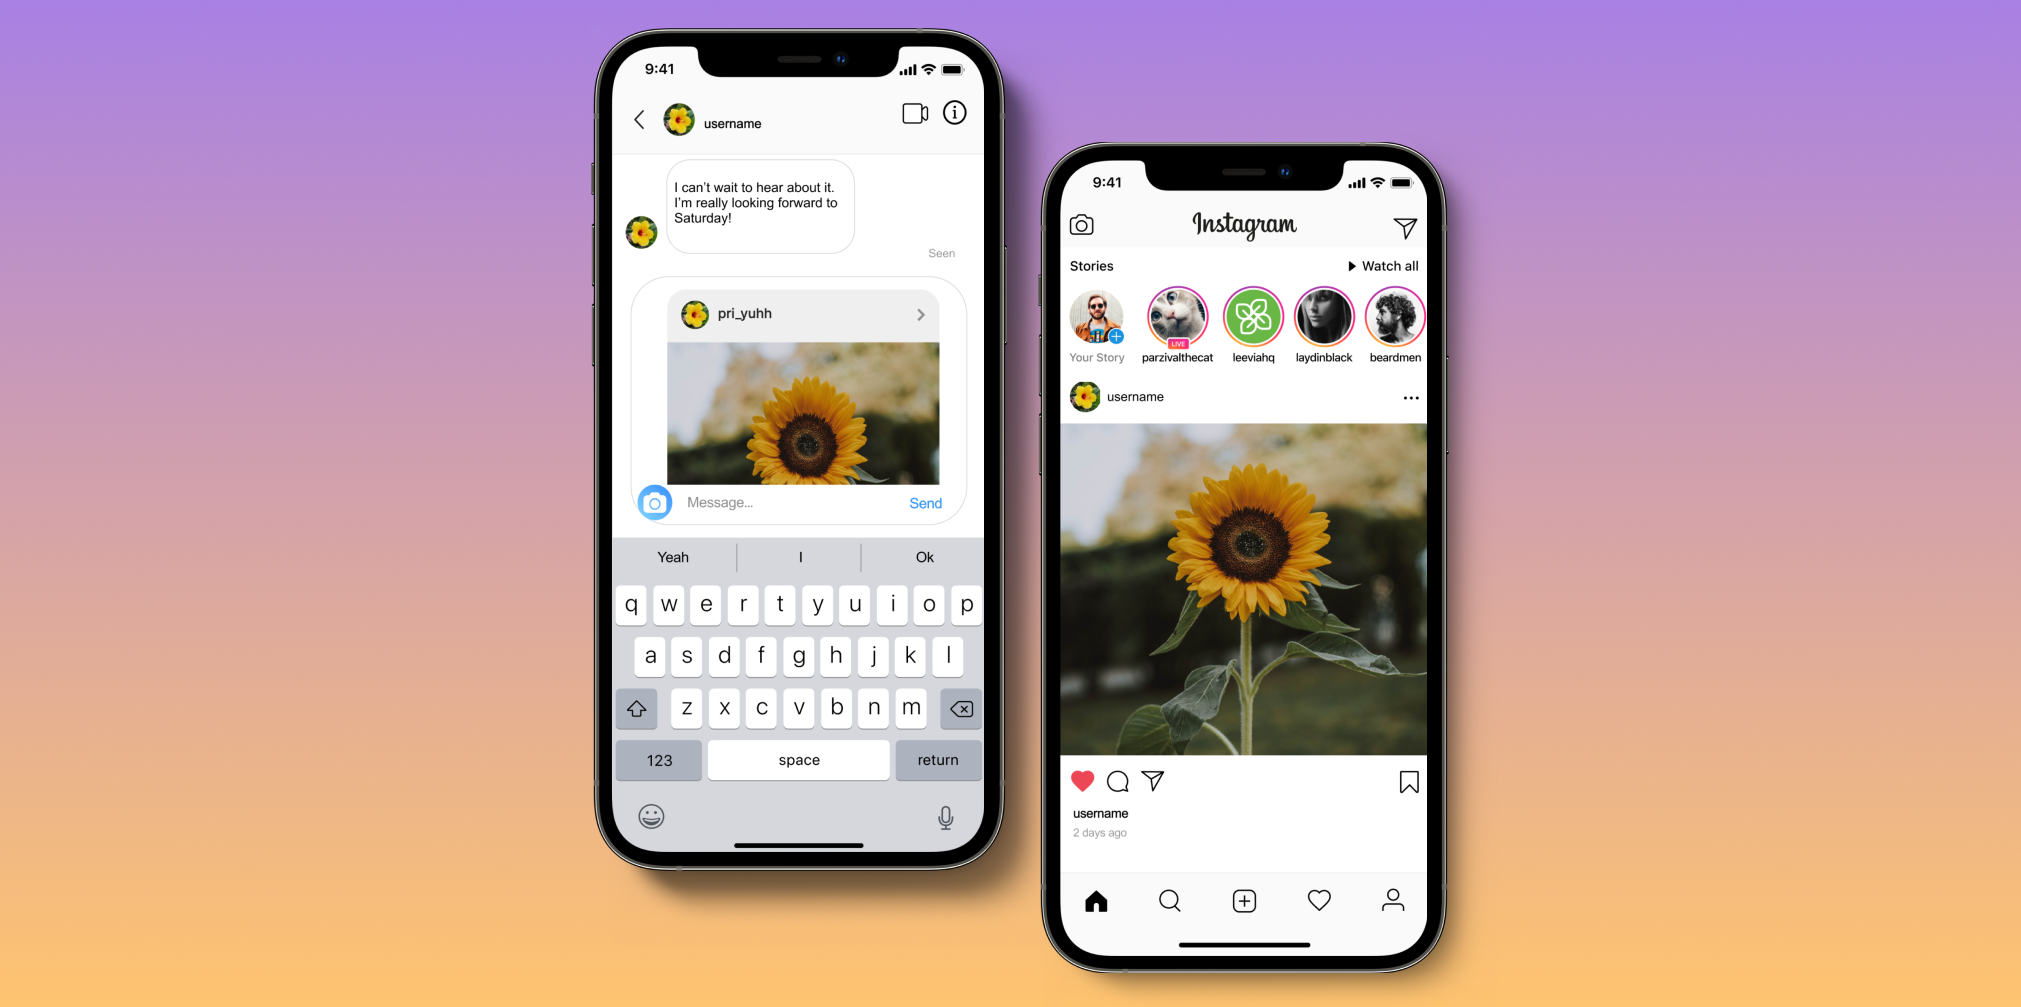 9:41
username
I can't wait to hear about it.
I'm really looking forward to
Saturday!
Seen
pri_yuhh
Message...
Send
Yeah
I
Ok
q w e r t y u i o p
a s d f g h j k l
z x c v b n m
123
space
return
9:41
Instagram
Stories
Watch all
LIVE
Your Story
parzivalthecat
leeviahq
laydinblack
beardmen
username
username
2 days ago